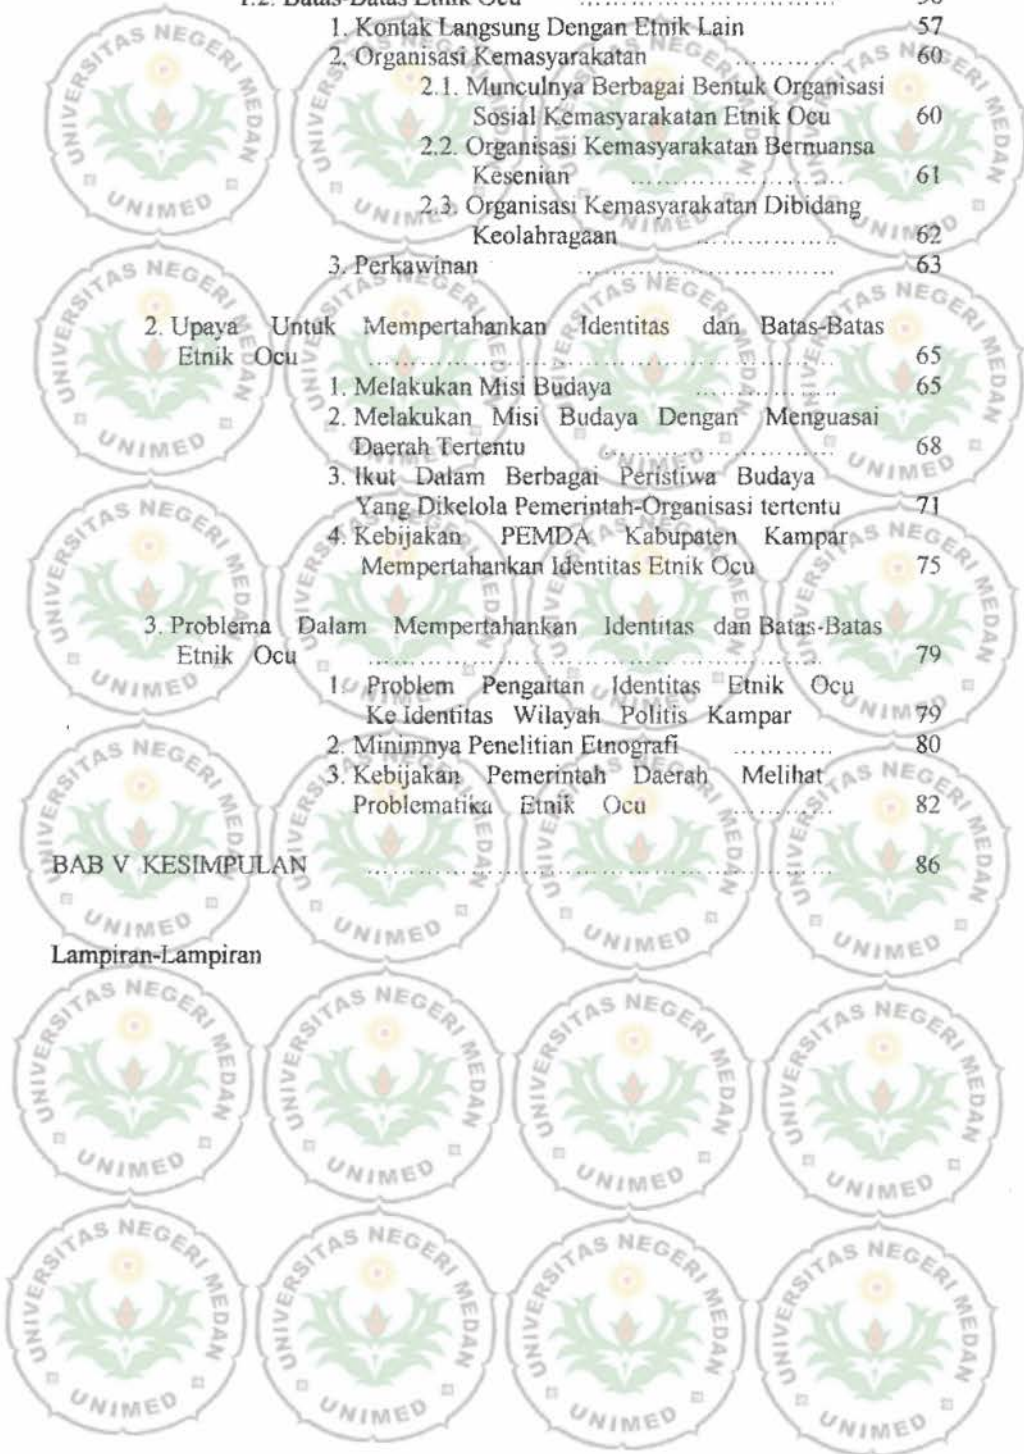 1.2. Batas-Batas Etnik Ocu ............................
1. Kontak Langsung Dengan Etnik Lain 57
2. Organisasi Kemasyarakatan ............ 60
2.1. Munculnya Berbagai Bentuk Organisasi
Sosial Kemasyarakatan Etnik Ocu 60
2.2. Organisasi Kemasyarakatan Bernuansa
Kesenian ....................... 61
2.3. Organisasi Kemasyarakatan Dibidang
Keolahragaan ................ 62
3. Perkawinan ............................ 63
2. Upaya Untuk Mempertahankan Identitas dan Batas-Batas
Etnik Ocu .................................................. 65
1. Melakukan Misi Budaya ................ 65
2. Melakukan Misi Budaya Dengan Menguasai
Daerah Tertentu ......................... 68
3. Ikut Dalam Berbagai Peristiwa Budaya
Yang Dikelola Pemerintah-Organisasi tertentu 71
4. Kebijakan PEMDA Kabupaten Kampar
Mempertahankan Identitas Etnik Ocu 75
3. Problema Dalam Mempertahankan Identitas dan Batas-Batas
Etnik Ocu ................................................. 79
1. Problem Pengaitan Identitas Etnik Ocu
Ke Identitas Wilayah Politis Kampar 79
2. Minimnya Penelitian Etnografi ............ 80
3. Kebijakan Pemerintah Daerah Melihat
Problematika Etnik Ocu ............ 82
BAB V KESIMPULAN .................................................. 86
Lampiran-Lampiran